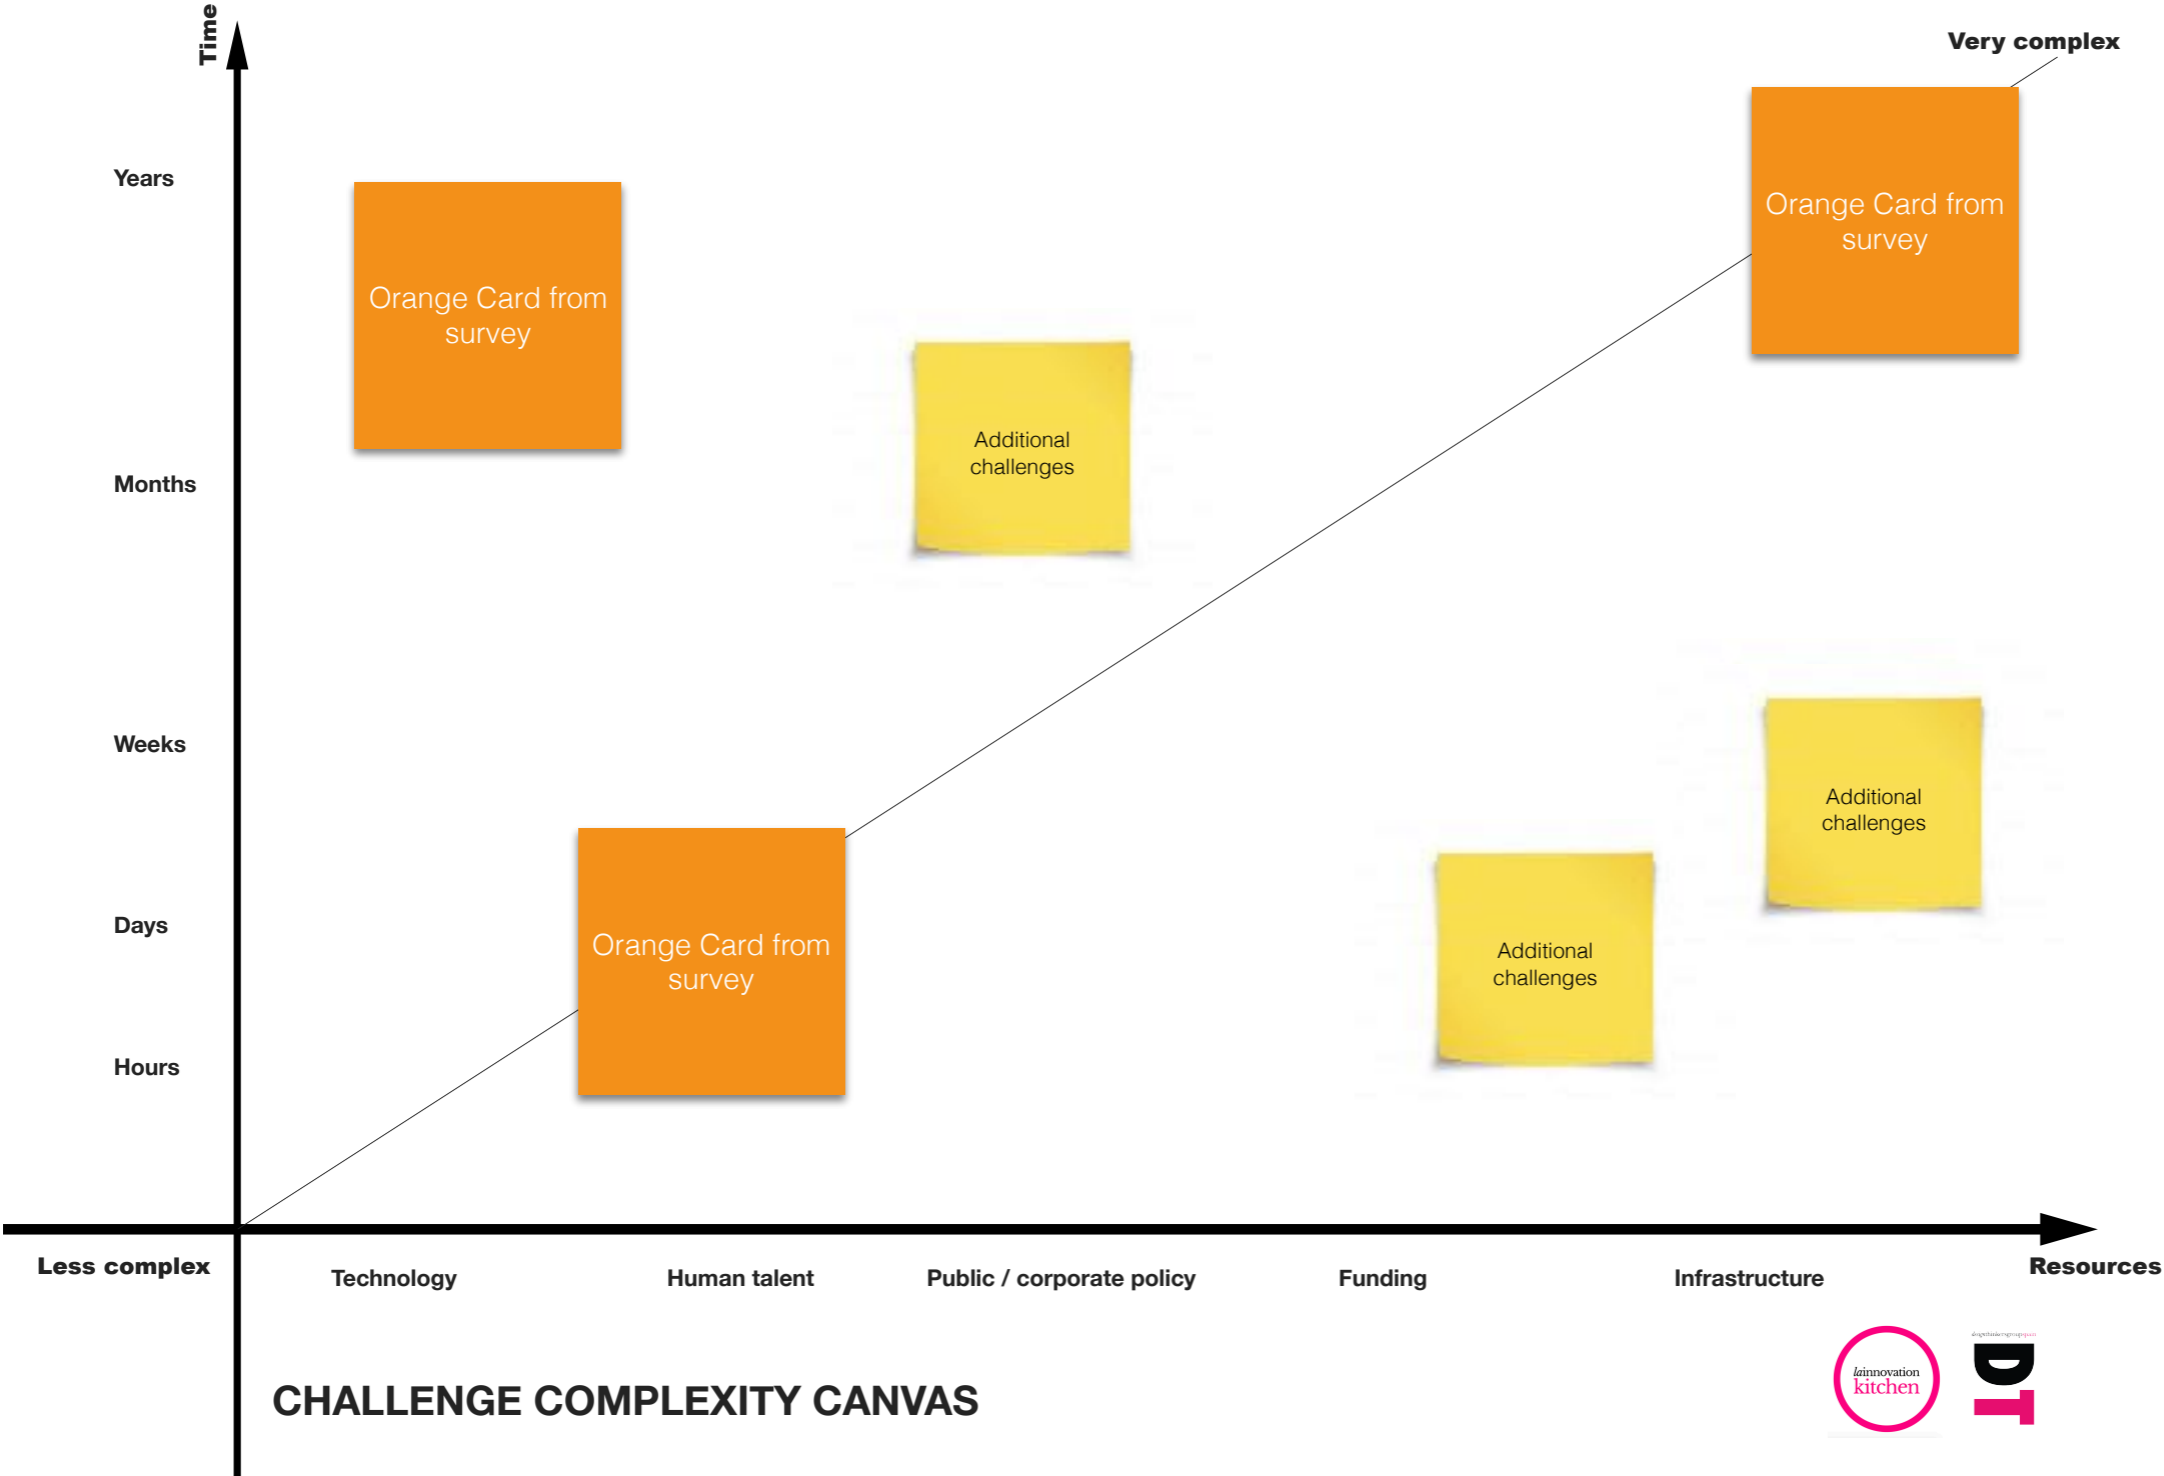 Time
Very complex
Years
Orange Card from
survey
Orange Card from
survey
Additional
challenges
Months
Weeks
Additional
challenges
Days
Orange Card from
survey
Additional
challenges
Hours
Less complex
Resources
Technology
Human talent
Public / corporate policy
Funding
Infrastructure
CHALLENGE COMPLEXITY CANVAS
lainnovation
kitchen
DT